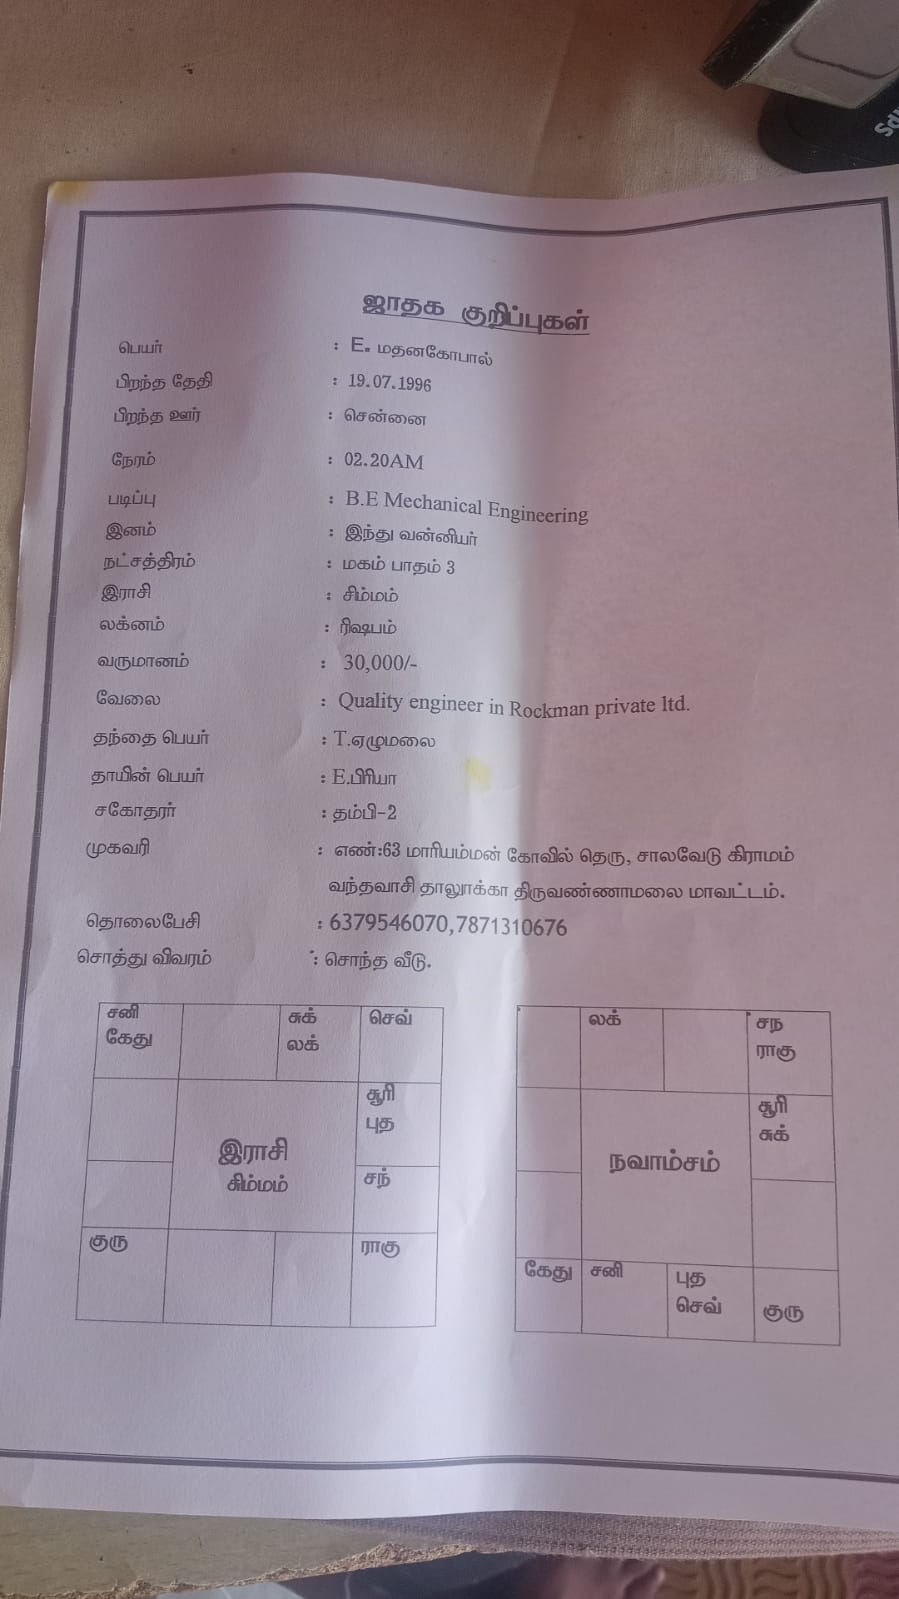 ஜாதக குறிப்புகள்
பெயர் : E. மதனகோபால்
பிறந்த தேதி : 19.07.1996
பிறந்த ஊர் : சென்னை
நேரம் : 02.20AM
படிப்பு : B.E Mechanical Engineering
இனம் : இந்து வன்னியர்
நட்சத்திரம் : மகம் பாதம் 3
இராசி : சிம்மம்
லக்னம் : ரிஷபம்
வருமானம் : 30,000/-
வேலை : Quality engineer in Rockman private ltd.
தந்தை பெயர் : T.ஏழுமலை
தாயின் பெயர் : E.பிரியா
சகோதரர் : தம்பி-2
முகவரி : எண்:63 மாரியம்மன் கோவில் தெரு, சாலவேடு கிராமம்
வந்தவாசி தாலூக்கா திருவண்ணாமலை மாவட்டம்.
தொலைபேசி : 6379546070,7871310676
சொத்து விவரம் : சொந்த வீடு.
சனி சுக் செவ்
கேது லக்
சூரி
புத
இராசி
சிம்மம் சந்
குரு ராகு
லக் சந
ராகு
சூரி
சுக்
நவாம்சம்
கேது சனி புத
செவ் குரு